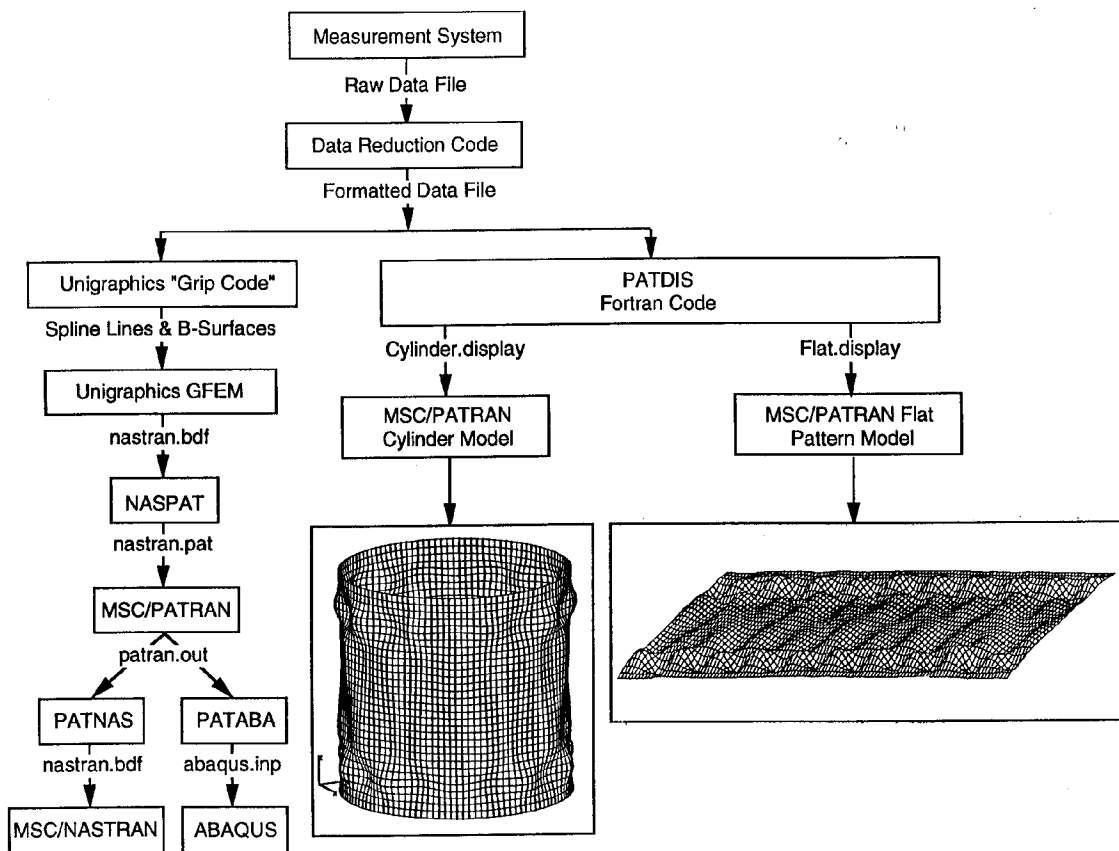 Measurement System
Raw Data File
Data Reduction Code
Formatted Data File
Unigraphics "Grip Code"
PATDIS
Fortran Code
Spline Lines & B-Surfaces
Cylinder.display
Flat.display
Unigraphics GFEM
MSC/PATRAN
Cylinder Model
MSC/PATRAN Flat
Pattern Model
nastran.bdf
NASPAT
nastran.pat
MSC/PATRAN
patran.out
PATNAS
PATABA
nastran.bdf
abaqus.inp
MSC/NASTRAN
ABAQUS